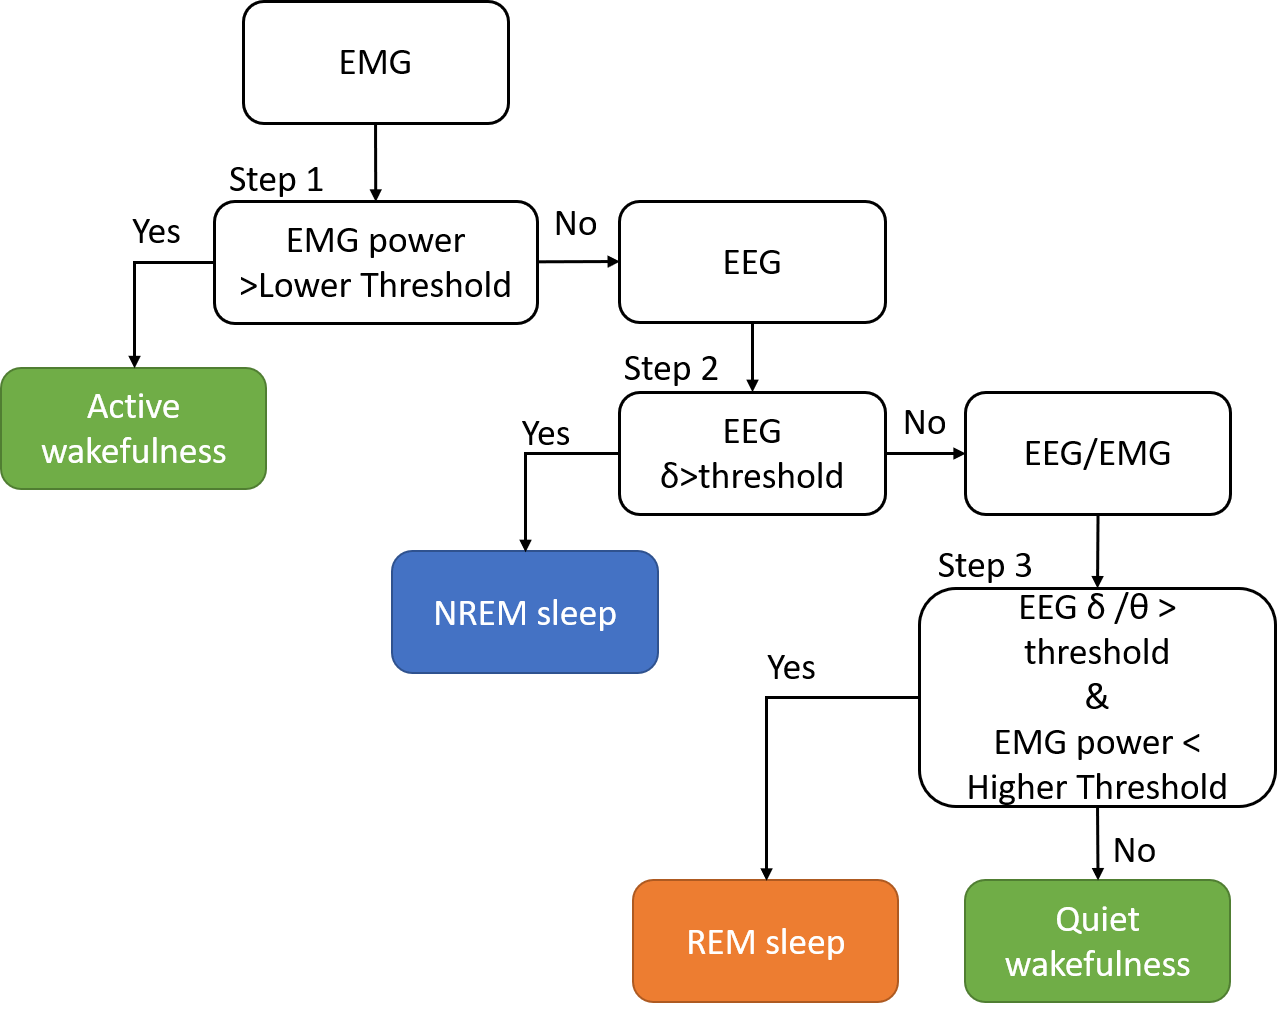 EMG
Step 1
Yes
EMG power
>Lower Threshold
No
EEG
Active
wakefulness
Step 2
Yes
EEG
δ>threshold
No
EEG/EMG
NREM sleep
Step 3
EEG δ /θ >
threshold
&
EMG power <
Higher Threshold
Yes
No
REM sleep
Quiet
wakefulness